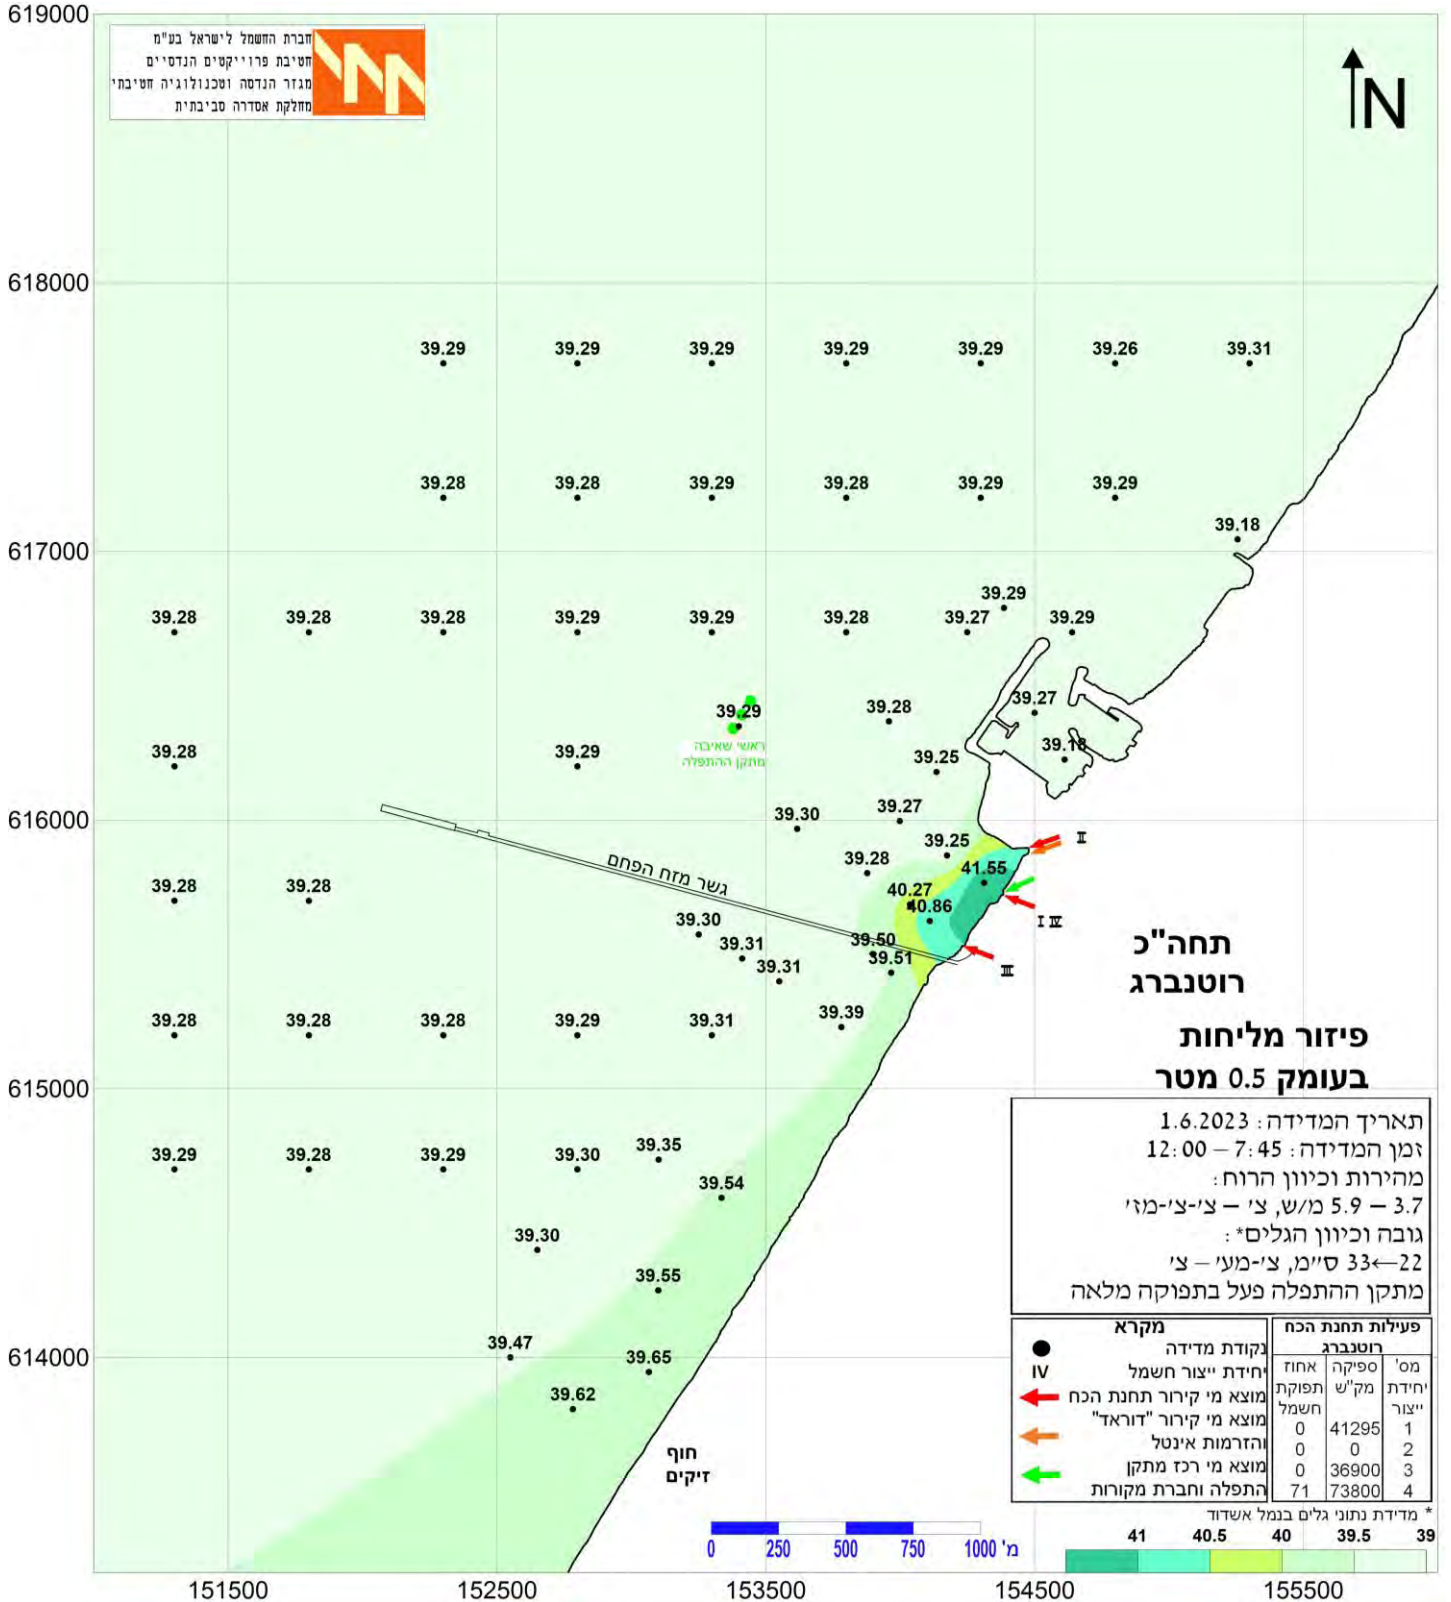 619000
חברת החשמל לישראל בע"מ
חטיבת פרוייקטים הנדסיים
מגזר הנדסה וטכנולוגיה חטיבתי
מחלקת אסדרה סביבתית
N
618000
39.29 39.29 39.29 39.29 39.29 39.26 39.31
39.28 39.28 39.29 39.28 39.29 39.29
39.18
617000
39.29
39.28 39.28 39.28 39.29 39.29 39.28 39.27 39.29
39.27
39.29 39.28
39.18
ראשי שאיבה
מתקן ההתפלה
39.28 39.29 39.25
616000
39.30 39.27
II
39.25
39.28
גשר מזח הפחם
41.55
39.28 39.28 40.27
40.86
I IV
39.30
39.31 39.50
39.31 39.51
III
תחה"כ
רוטנברג
39.28 39.28 39.28 39.29 39.31 39.39
פיזור מליחות
בעומק 0.5 מטר
615000
תאריך המדידה: 1.6.2023
זמן המדידה: 7:45 – 12:00
מהירות וכיוון הרוח:
3.7 – 5.9 מ/ש, צ' – צ'-צ'-מז'
גובה וכיוון הגלים*:
22→33 ס"מ, צ'-מע' – צ'
מתקן ההתפלה פעל בתפוקה מלאה
39.29 39.28 39.29 39.30 39.35
39.54
39.30
39.55
614000
39.47
39.65
39.62
חוף
זיקים
מקרא
נקודת מדידה
IV יחידת ייצור חשמל
מוצא מי קירור תחנת הכח
מוצא מי קירור "דוראד"
והזרמות אינטל
מוצא מי רכז מתקן
התפלה וחברת מקורות
פעילות תחנת הכח
רוטנברג
מס' יחידת ייצור
ספיקה מק"ש
אחוז תפוקת חשמל
1 41295 0
2 0 0
3 36900 0
4 73800 71
* מדידת נתוני גלים בנמל אשדוד
41 40.5 40 39.5 39
0 250 500 750 1000 מ'
151500 152500 153500 154500 155500